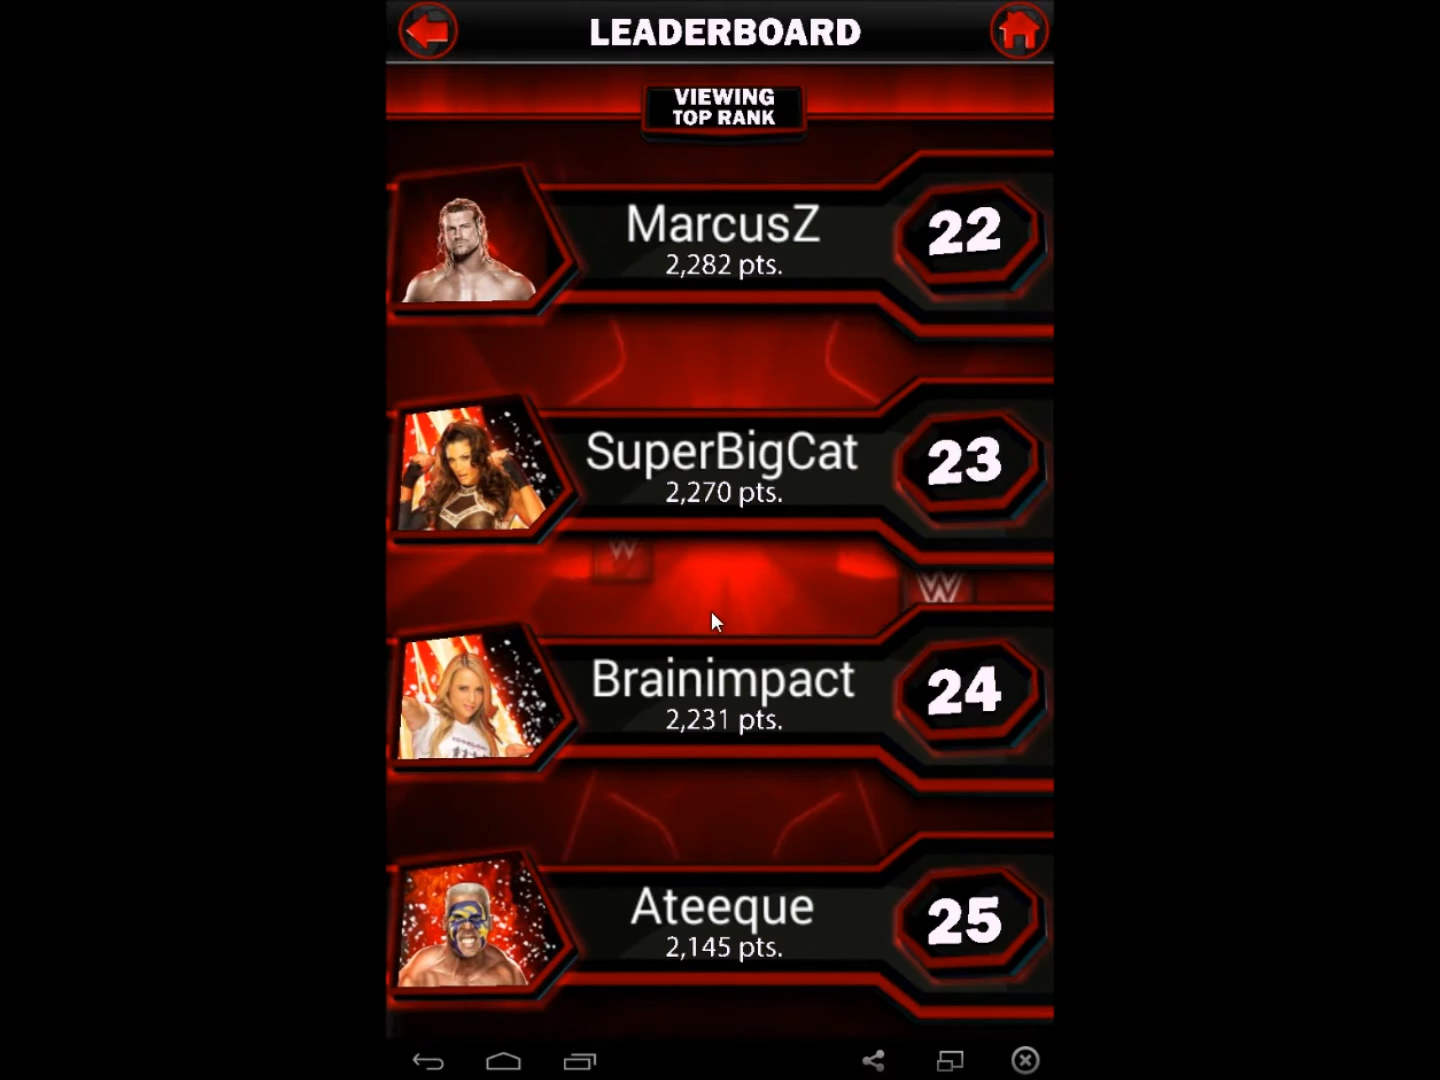 LEADERBOARD
VIEWING
TOP RANK
MarcusZ
2,282 pts.
22
SuperBigCat
2,270 pts.
23
W
W
Brainimpact
2,231 pts.
24
Ateeque
2,145 pts.
25